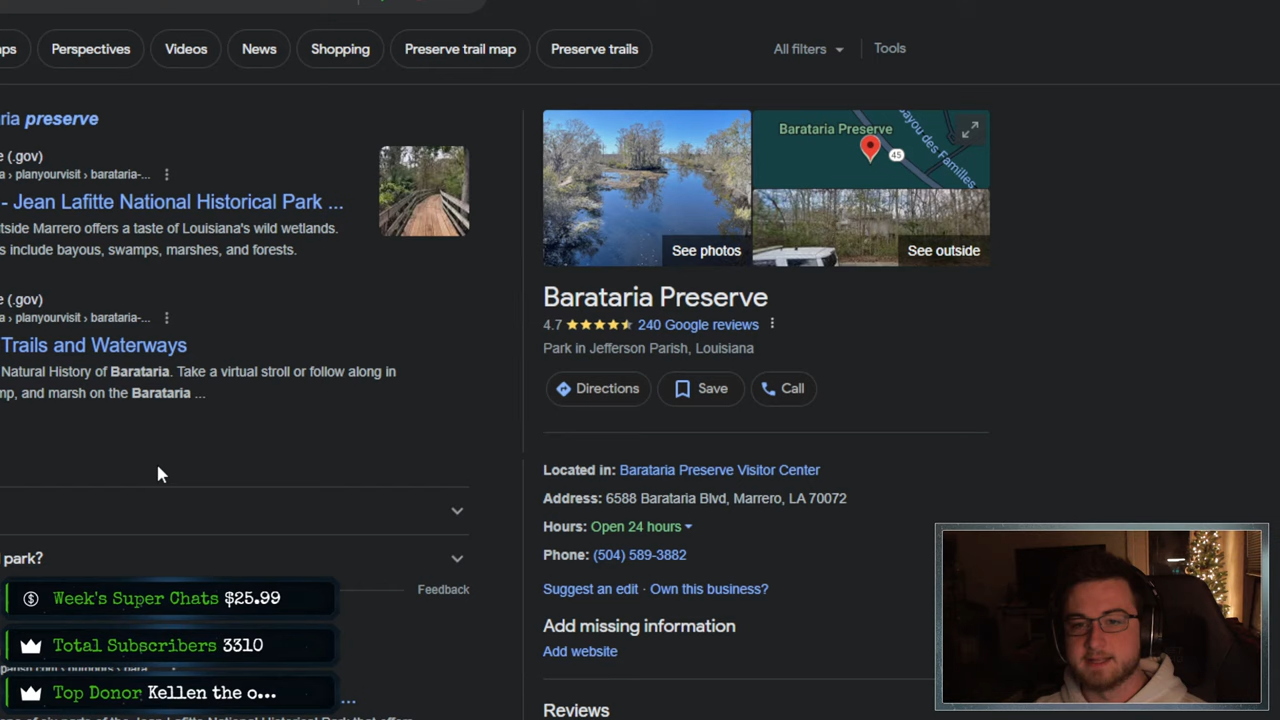 ps
Perspectives
Videos
News
Shopping
Preserve trail map
Preserve trails
All filters
Tools
ria preserve
e (.gov)
a › planyourvisit › barataria-...
- Jean Lafitte National Historical Park ...
tside Marrero offers a taste of Louisiana's wild wetlands.
s include bayous, swamps, marshes, and forests.
e (.gov)
a › planyourvisit › barataria-...
Trails and Waterways
Natural History of Barataria. Take a virtual stroll or follow along in
mp, and marsh on the Barataria ...
park?
Feedback
Week's Super Chats $25.99
Total Subscribers 3310
Top Donor Kellen the o...
...
Barataria Preserve
45
Bayou des Familles
See photos
See outside
Barataria Preserve
4.7
240 Google reviews
Park in Jefferson Parish, Louisiana
Directions
Save
Call
Located in: Barataria Preserve Visitor Center
Address: 6588 Barataria Blvd, Marrero, LA 70072
Hours: Open 24 hours
Phone: (504) 589-3882
Suggest an edit · Own this business?
Add missing information
Add website
Reviews